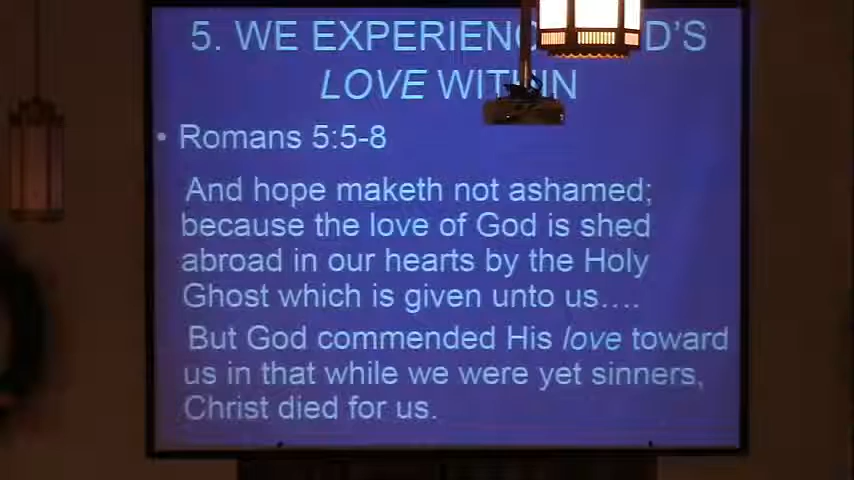 5. WE EXPERIENC D'S
LOVE WITHIN
• Romans 5:5-8
And hope maketh not ashamed;
because the love of God is shed
abroad in our hearts by the Holy
Ghost which is given unto us....
But God commended His love toward
us in that while we were yet sinners,
Christ died for us.